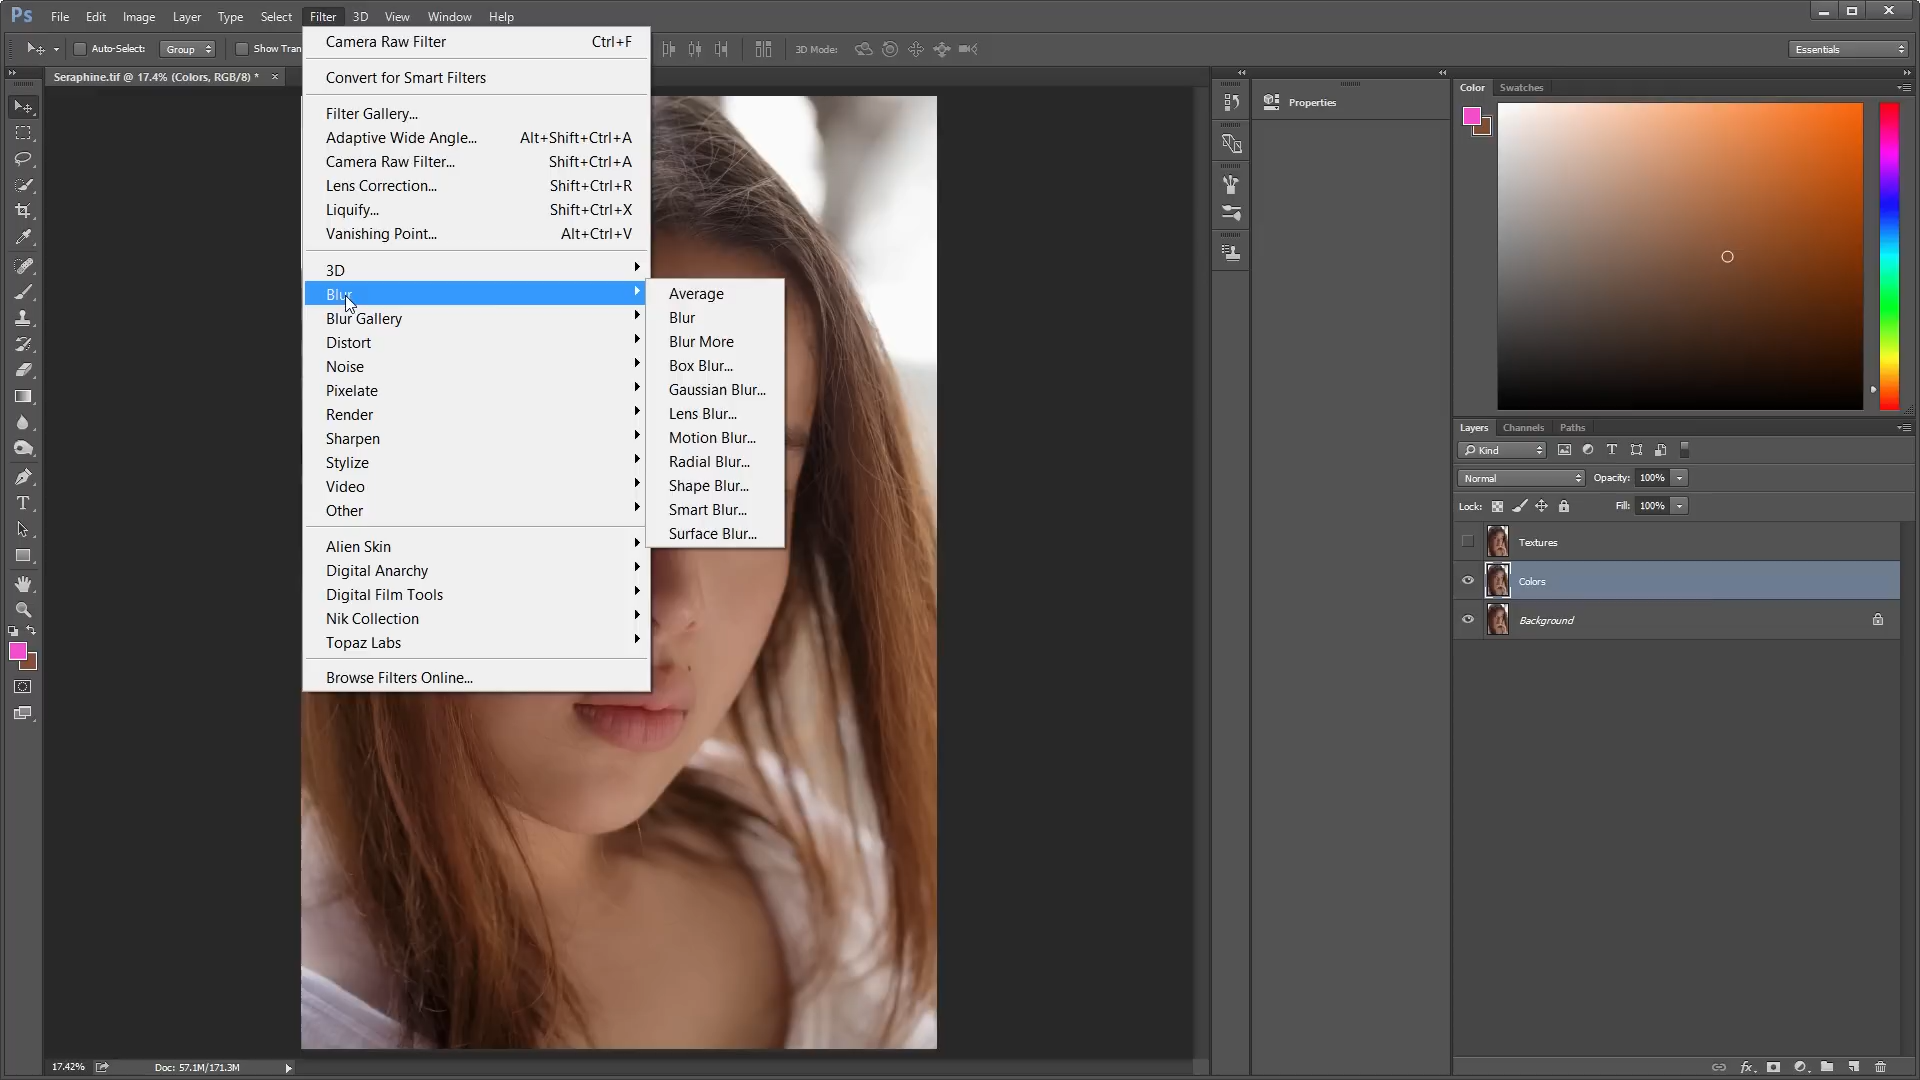 Ps File Edit Image Layer Type Select Filter 3D View Window Help
Auto-Select: Group Show Tran 3D Mode: Essentials
Seraphine.tif @ 17.4% (Colors, RGB/8) * ×
Camera Raw Filter Ctrl+F
Convert for Smart Filters
Filter Gallery...
Adaptive Wide Angle... Alt+Shift+Ctrl+A
Camera Raw Filter... Shift+Ctrl+A
Lens Correction... Shift+Ctrl+R
Liquify... Shift+Ctrl+X
Vanishing Point... Alt+Ctrl+V
3D
Blur
Blur Gallery
Distort
Noise
Pixelate
Render
Sharpen
Stylize
Video
Other
Alien Skin
Digital Anarchy
Digital Film Tools
Nik Collection
Topaz Labs
Browse Filters Online...
Average
Blur
Blur More
Box Blur...
Gaussian Blur...
Lens Blur...
Motion Blur...
Radial Blur...
Shape Blur...
Smart Blur...
Surface Blur...
Properties
Color Swatches
Layers Channels Paths
Kind
Normal Opacity: 100%
Lock: Fill: 100%
Textures
Colors
Background
17.42% Doc: 57.1M/171.3M